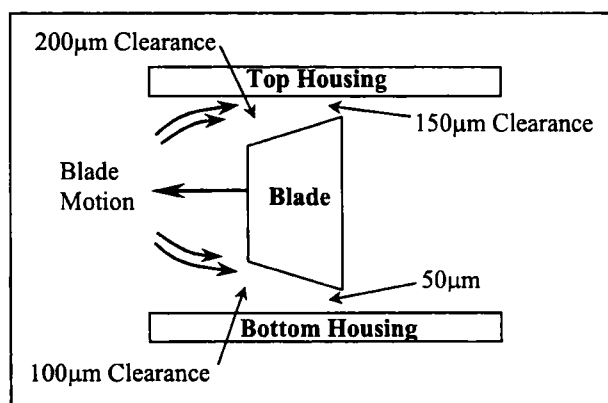 200μm Clearance
Top Housing
150μm Clearance
Blade
Motion
Blade
50μm
Bottom Housing
100μm Clearance